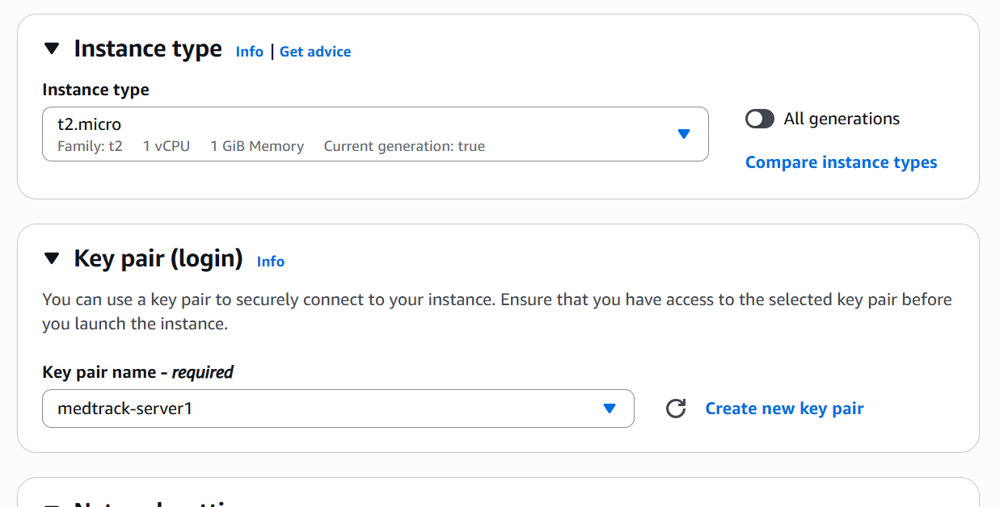 Instance type Info | Get advice
Instance type
t2.micro
Family: t2 1 vCPU 1 GiB Memory Current generation: true
All generations
Compare instance types
Key pair (login) Info
You can use a key pair to securely connect to your instance. Ensure that you have access to the selected key pair before
you launch the instance.
Key pair name - required
medtrack-server1
Create new key pair